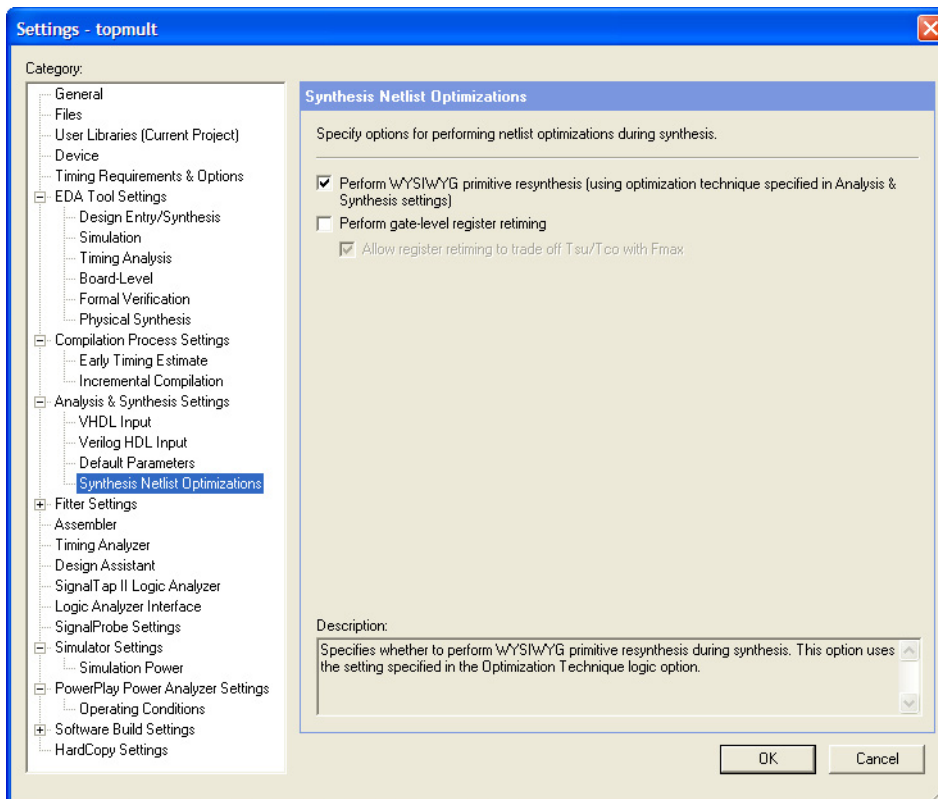 Settings - topmult
Category:
General
Files
User Libraries (Current Project)
Device
Timing Requirements & Options
EDA Tool Settings
Design Entry/Synthesis
Simulation
Timing Analysis
Board-Level
Formal Verification
Physical Synthesis
Compilation Process Settings
Early Timing Estimate
Incremental Compilation
Analysis & Synthesis Settings
VHDL Input
Verilog HDL Input
Default Parameters
Synthesis Netlist Optimizations
Fitter Settings
Assembler
Timing Analyzer
Design Assistant
SignalTap II Logic Analyzer
Logic Analyzer Interface
SignalProbe Settings
Simulator Settings
Simulation Power
PowerPlay Power Analyzer Settings
Operating Conditions
Software Build Settings
HardCopy Settings
Synthesis Netlist Optimizations
Specify options for performing netlist optimizations during synthesis.
Perform WYSIWYG primitive resynthesis (using optimization technique specified in Analysis &
Synthesis settings)
Perform gate-level register retiming
Allow register retiming to trade off Tsu/Tco with Fmax
Description:
Specifies whether to perform WYSIWYG primitive resynthesis during synthesis. This option uses
the setting specified in the Optimization Technique logic option.
OK
Cancel